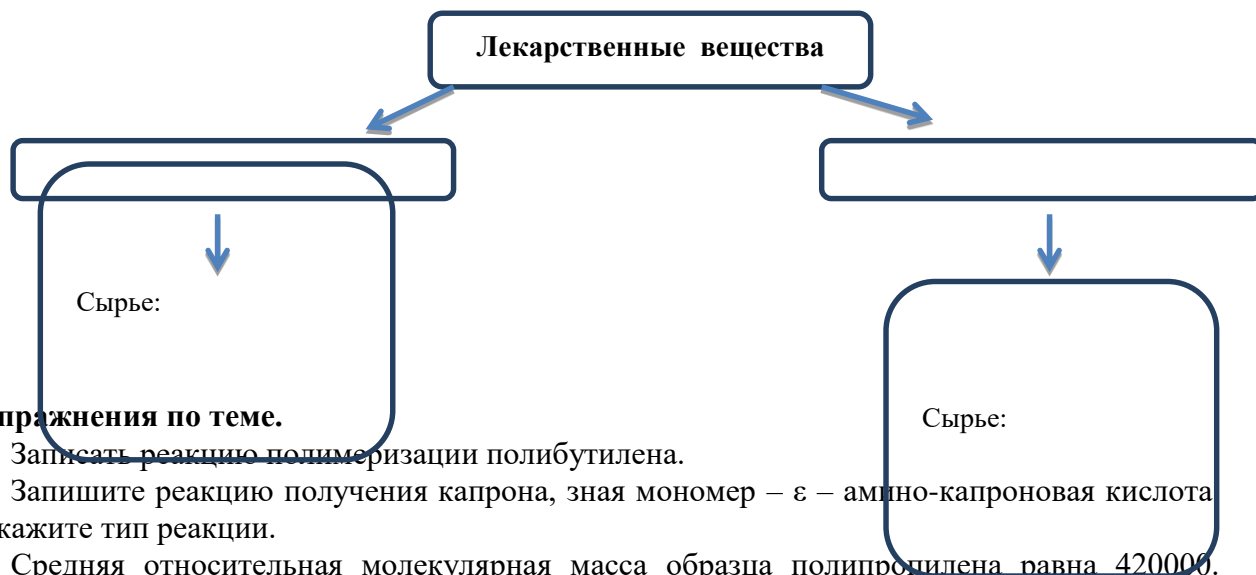 Лекарственные вещества
Сырье:
Сырье:
пражнения по теме.
Записать реакцию полимеризации полибутилена.
Запишите реакцию получения капрона, зная мономер – ε – амино-капроновая кислота
кажите тип реакции.
Средняя относительная молекулярная масса образца полипропилена равна 420000.